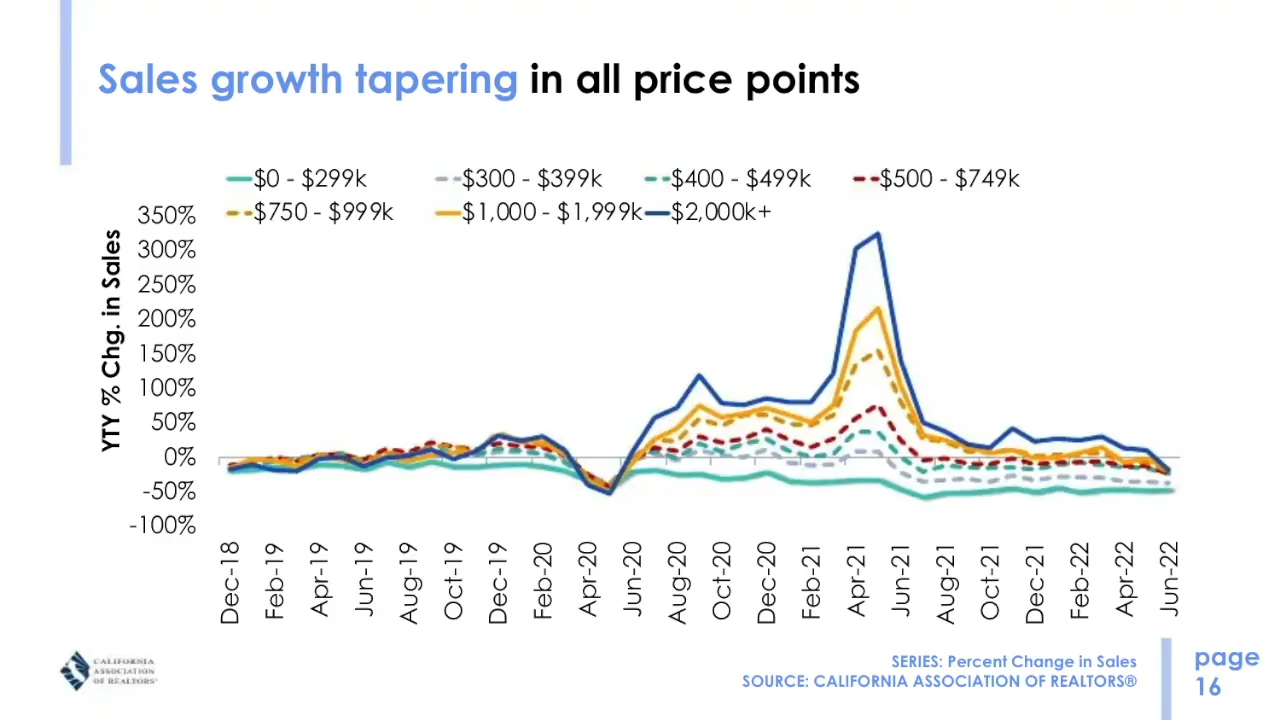 Sales growth tapering in all price points
$0 - $299k $300 - $399k $400 - $499k $500 - $749k
$750 - $999k $1,000 - $1,999k $2,000k+
YTY % Chg. in Sales
350%
300%
250%
200%
150%
100%
50%
0%
-50%
-100%
Dec-18 Feb-19 Apr-19 Jun-19 Aug-19 Oct-19 Dec-19 Feb-20 Apr-20 Jun-20 Aug-20 Oct-20 Dec-20 Feb-21 Apr-21 Jun-21 Aug-21 Oct-21 Dec-21 Feb-22 Apr-22 Jun-22
CALIFORNIA
ASSOCIATION
OF REALTORS®
SERIES: Percent Change in Sales
SOURCE: CALIFORNIA ASSOCIATION OF REALTORS®
page
16